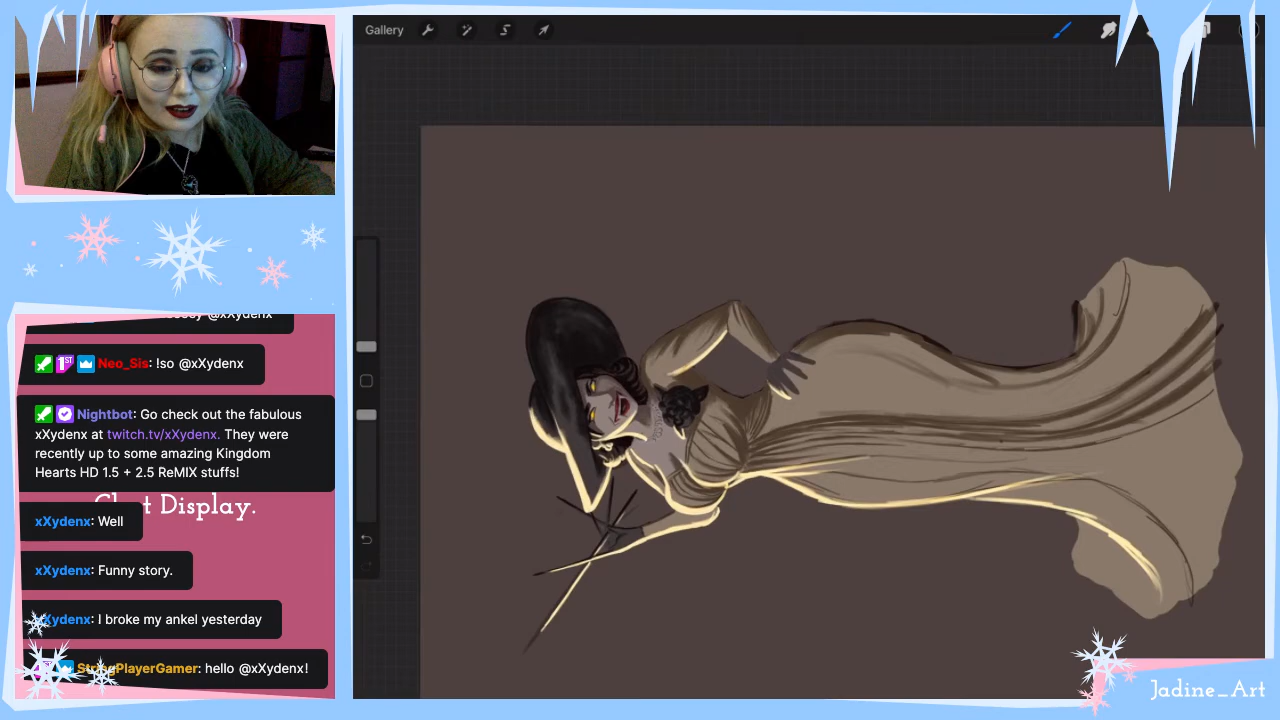 Gallery
@xXydenx
Neo_Sis: !so @xXydenx
Nightbot: Go check out the fabulous
xXydenx at twitch.tv/xXydenx. They were
recently up to some amazing Kingdom
Hearts HD 1.5 + 2.5 ReMIX stuffs!
Chat Display.
xXydenx: Well
xXydenx: Funny story.
xXydenx: I broke my ankel yesterday
StringPlayerGamer: hello @xXydenx!
Jadine_Art